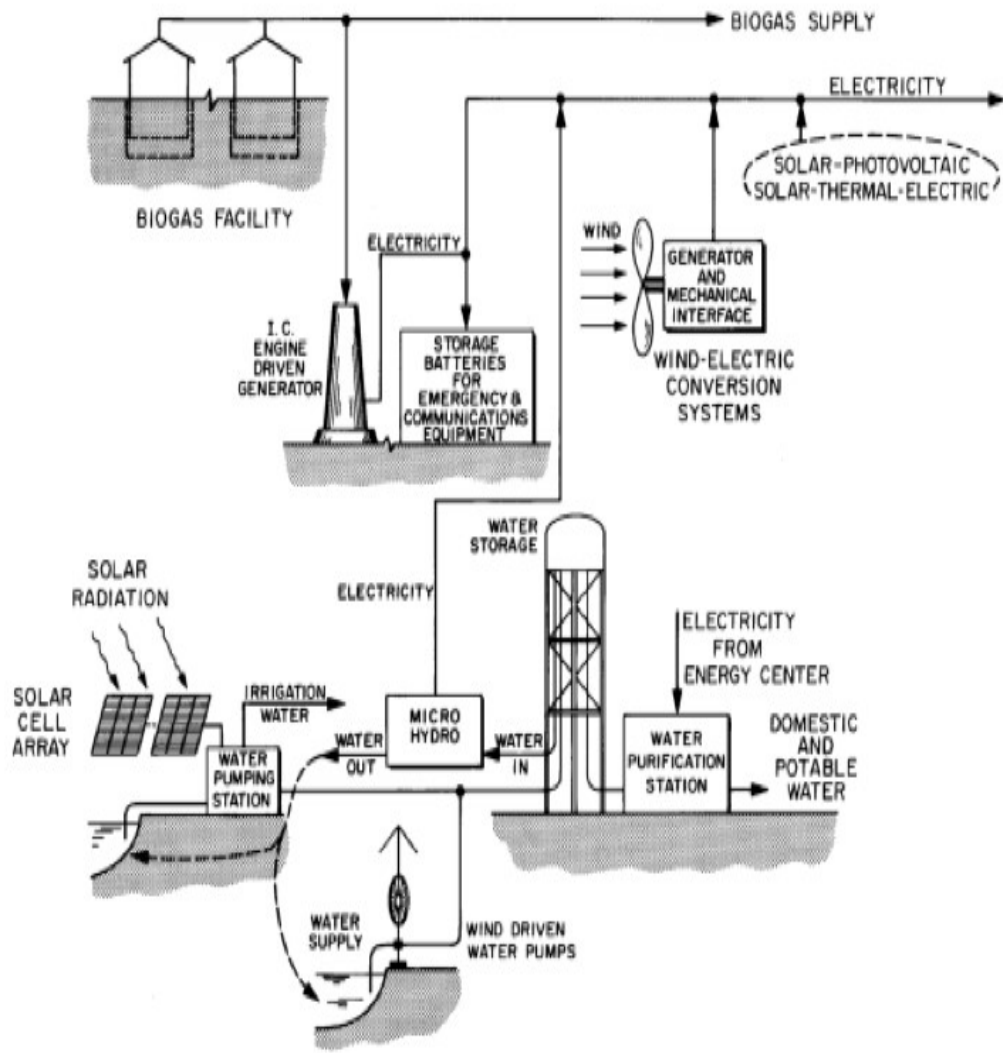 BIOGAS SUPPLY
ELECTRICITY
SOLAR=PHOTOVOLTAIC
SOLAR=THERMAL=ELECTRIC
BIOGAS FACILITY
ELECTRICITY
WIND
GENERATOR
AND
MECHANICAL
INTERFACE
I.C.
ENGINE
DRIVEN
GENERATOR
STORAGE
BATTERIES
FOR
EMERGENCY &
COMMUNICATIONS
EQUIPMENT
WIND-ELECTRIC
CONVERSION
SYSTEMS
WATER
STORAGE
SOLAR
RADIATION
ELECTRICITY
ELECTRICITY
FROM
ENERGY CENTER
SOLAR
CELL
ARRAY
IRRIGATION
WATER
MICRO
HYDRO
WATER
OUT
WATER
IN
WATER
PUMPING
STATION
WATER
PURIFICATION
STATION
DOMESTIC
AND
POTABLE
WATER
WATER
SUPPLY
WIND DRIVEN
WATER PUMPS